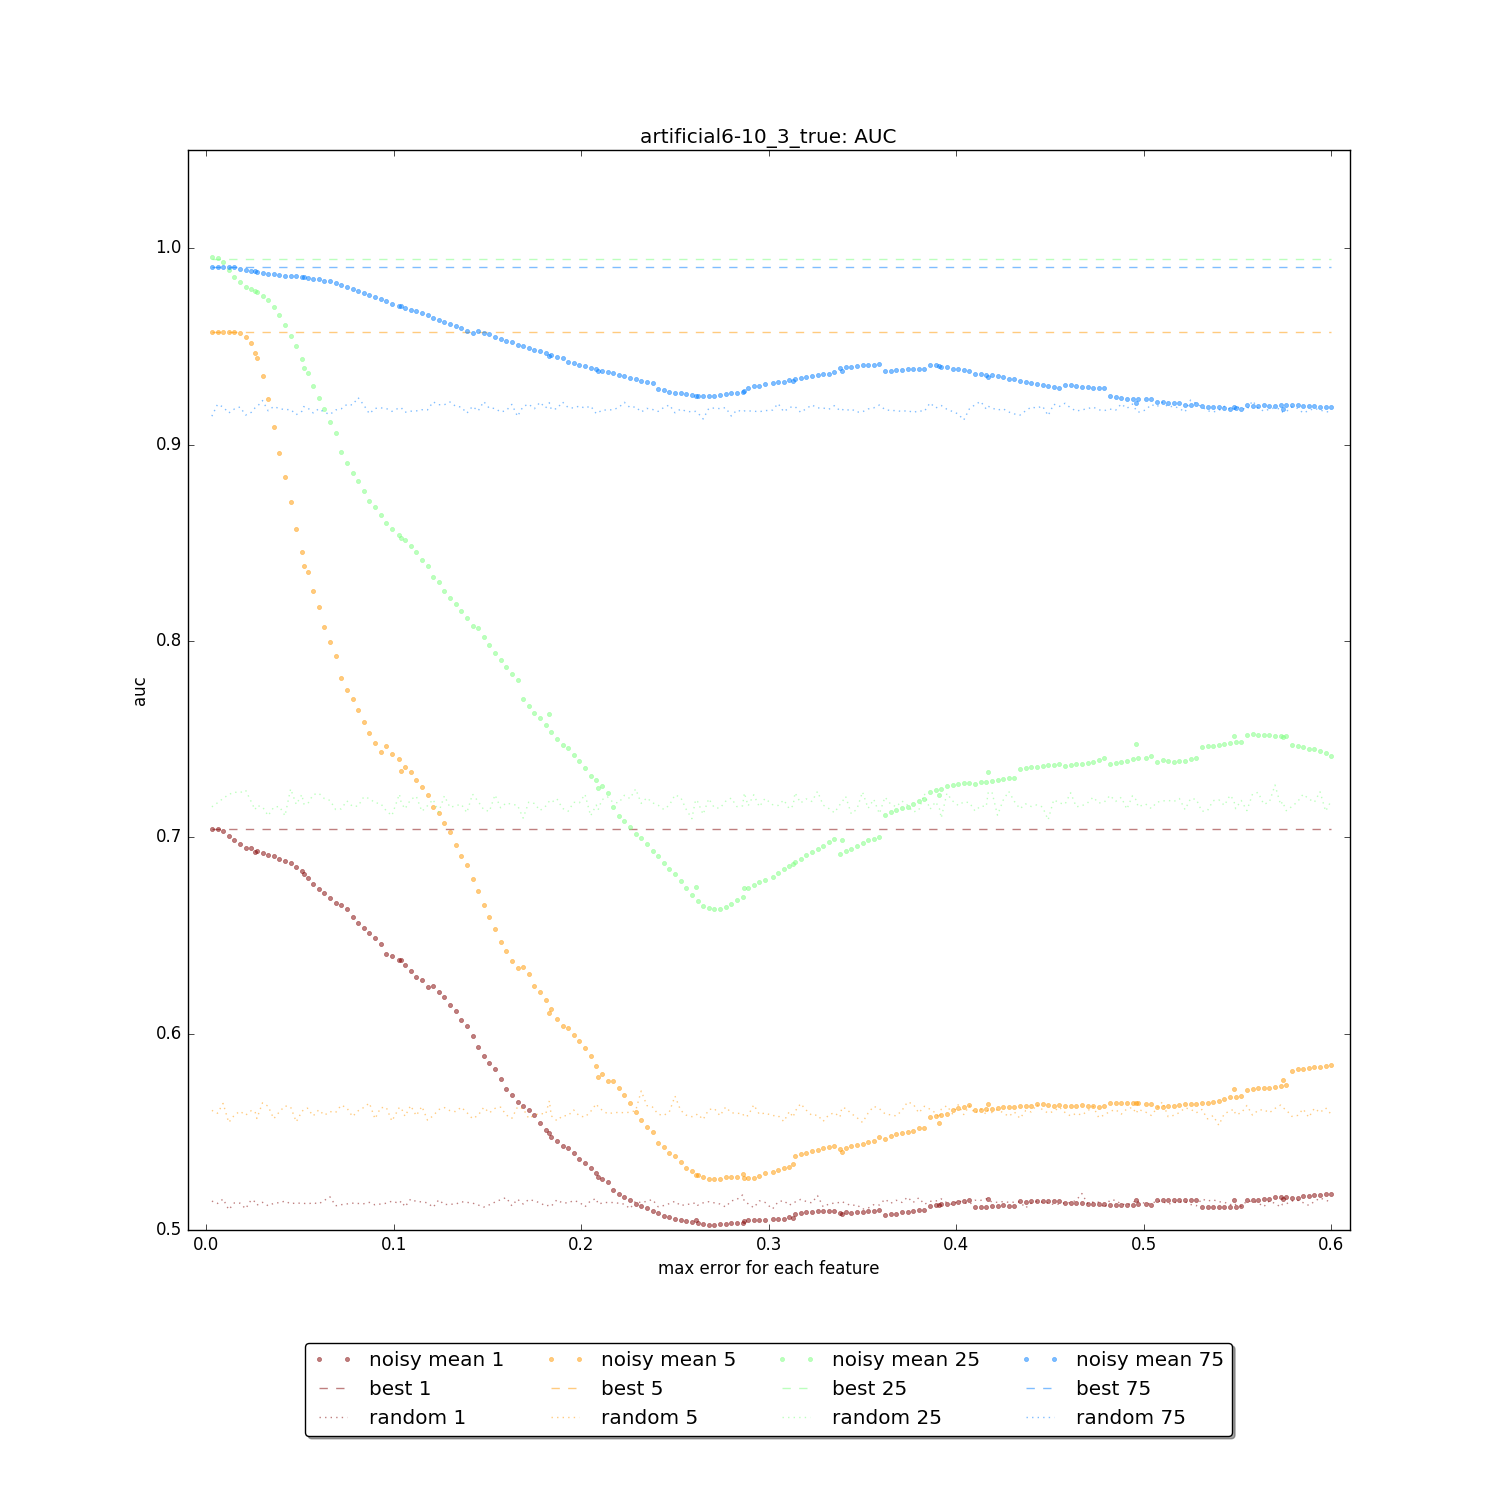 artificial6-10_3_true: AUC
1.0
0.9
0.8
0.7
0.6
0.5
auc
0.0 0.1 0.2 0.3 0.4 0.5 0.6
max error for each feature
noisy mean 1 noisy mean 5 noisy mean 25 noisy mean 75
best 1 best 5 best 25 best 75
random 1 random 5 random 25 random 75